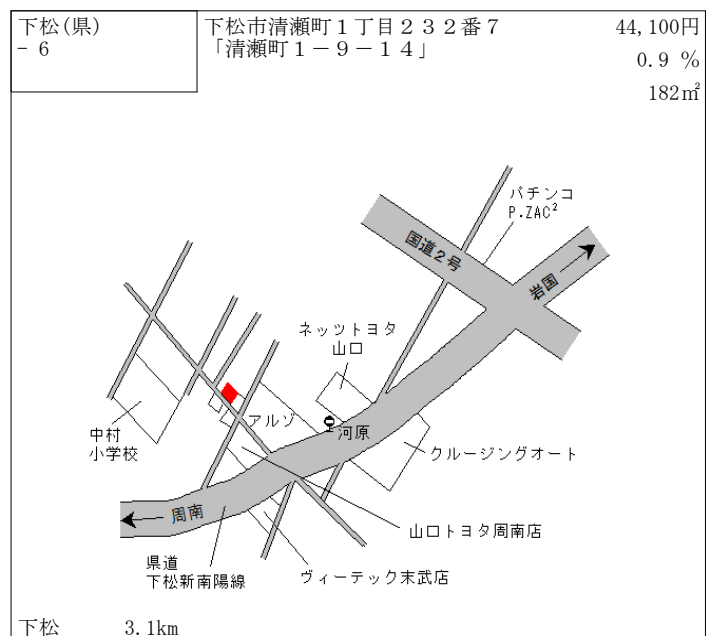 下松(県)
- 6
下松市清瀬町１丁目２３２番７
「清瀬町１－９－１４」
44,100円
0.9 %
182㎡
パチンコ
P.ZAC²
国道２号
岩国
ネッツトヨタ
山口
アルゾ
河原
中村
小学校
クルージングオート
周南
山口トヨタ周南店
県道
下松新南陽線
ヴィーテック末武店
下松 3.1km